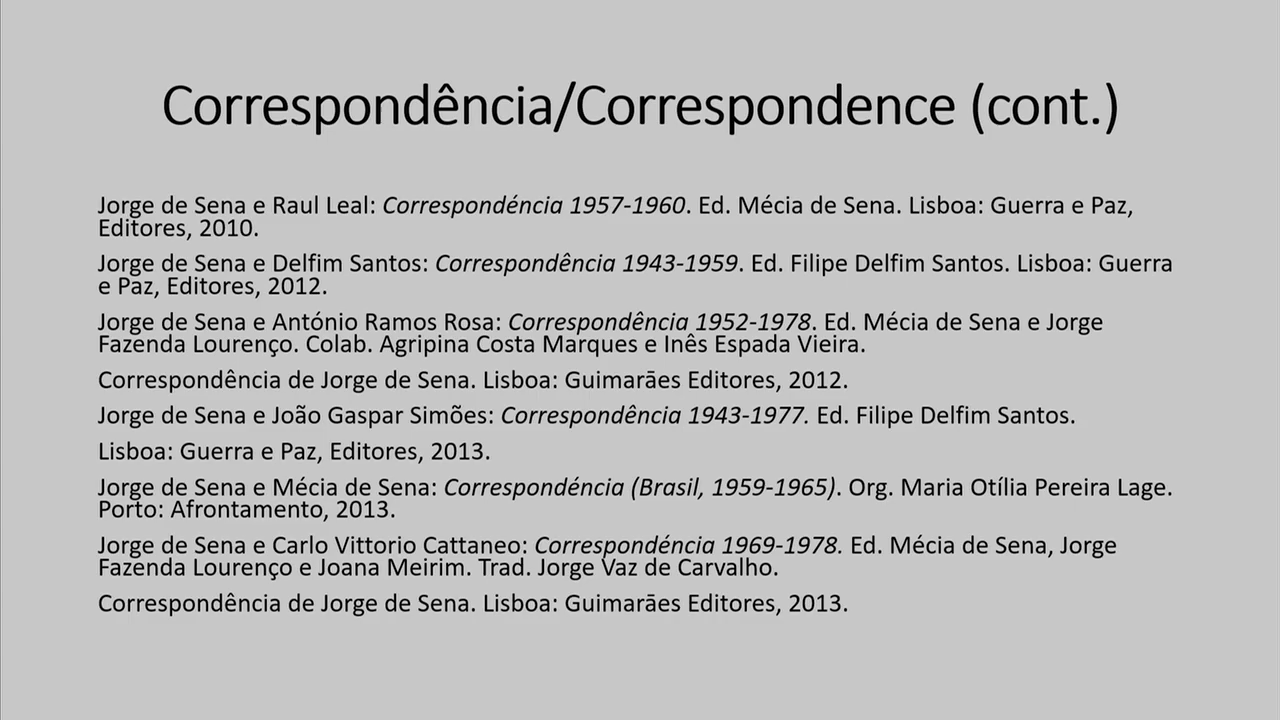 Correspondência/Correspondence (cont.)
Jorge de Sena e Raul Leal: Correspondéncia 1957-1960. Ed. Mécia de Sena. Lisboa: Guerra e Paz,
Editores, 2010.
Jorge de Sena e Delfim Santos: Correspondência 1943-1959. Ed. Filipe Delfim Santos. Lisboa: Guerra
e Paz, Editores, 2012.
Jorge de Sena e António Ramos Rosa: Correspondência 1952-1978. Ed. Mécia de Sena e Jorge
Fazenda Lourenço. Colab. Agripina Costa Marques e Inês Espada Vieira.
Correspondência de Jorge de Sena. Lisboa: Guimarães Editores, 2012.
Jorge de Sena e João Gaspar Simões: Correspondência 1943-1977. Ed. Filipe Delfim Santos.
Lisboa: Guerra e Paz, Editores, 2013.
Jorge de Sena e Mécia de Sena: Correspondéncia (Brasil, 1959-1965). Org. Maria Otília Pereira Lage.
Porto: Afrontamento, 2013.
Jorge de Sena e Carlo Vittorio Cattaneo: Correspondéncia 1969-1978. Ed. Mécia de Sena, Jorge
Fazenda Lourenço e Joana Meirim. Trad. Jorge Vaz de Carvalho.
Correspondência de Jorge de Sena. Lisboa: Guimarães Editores, 2013.